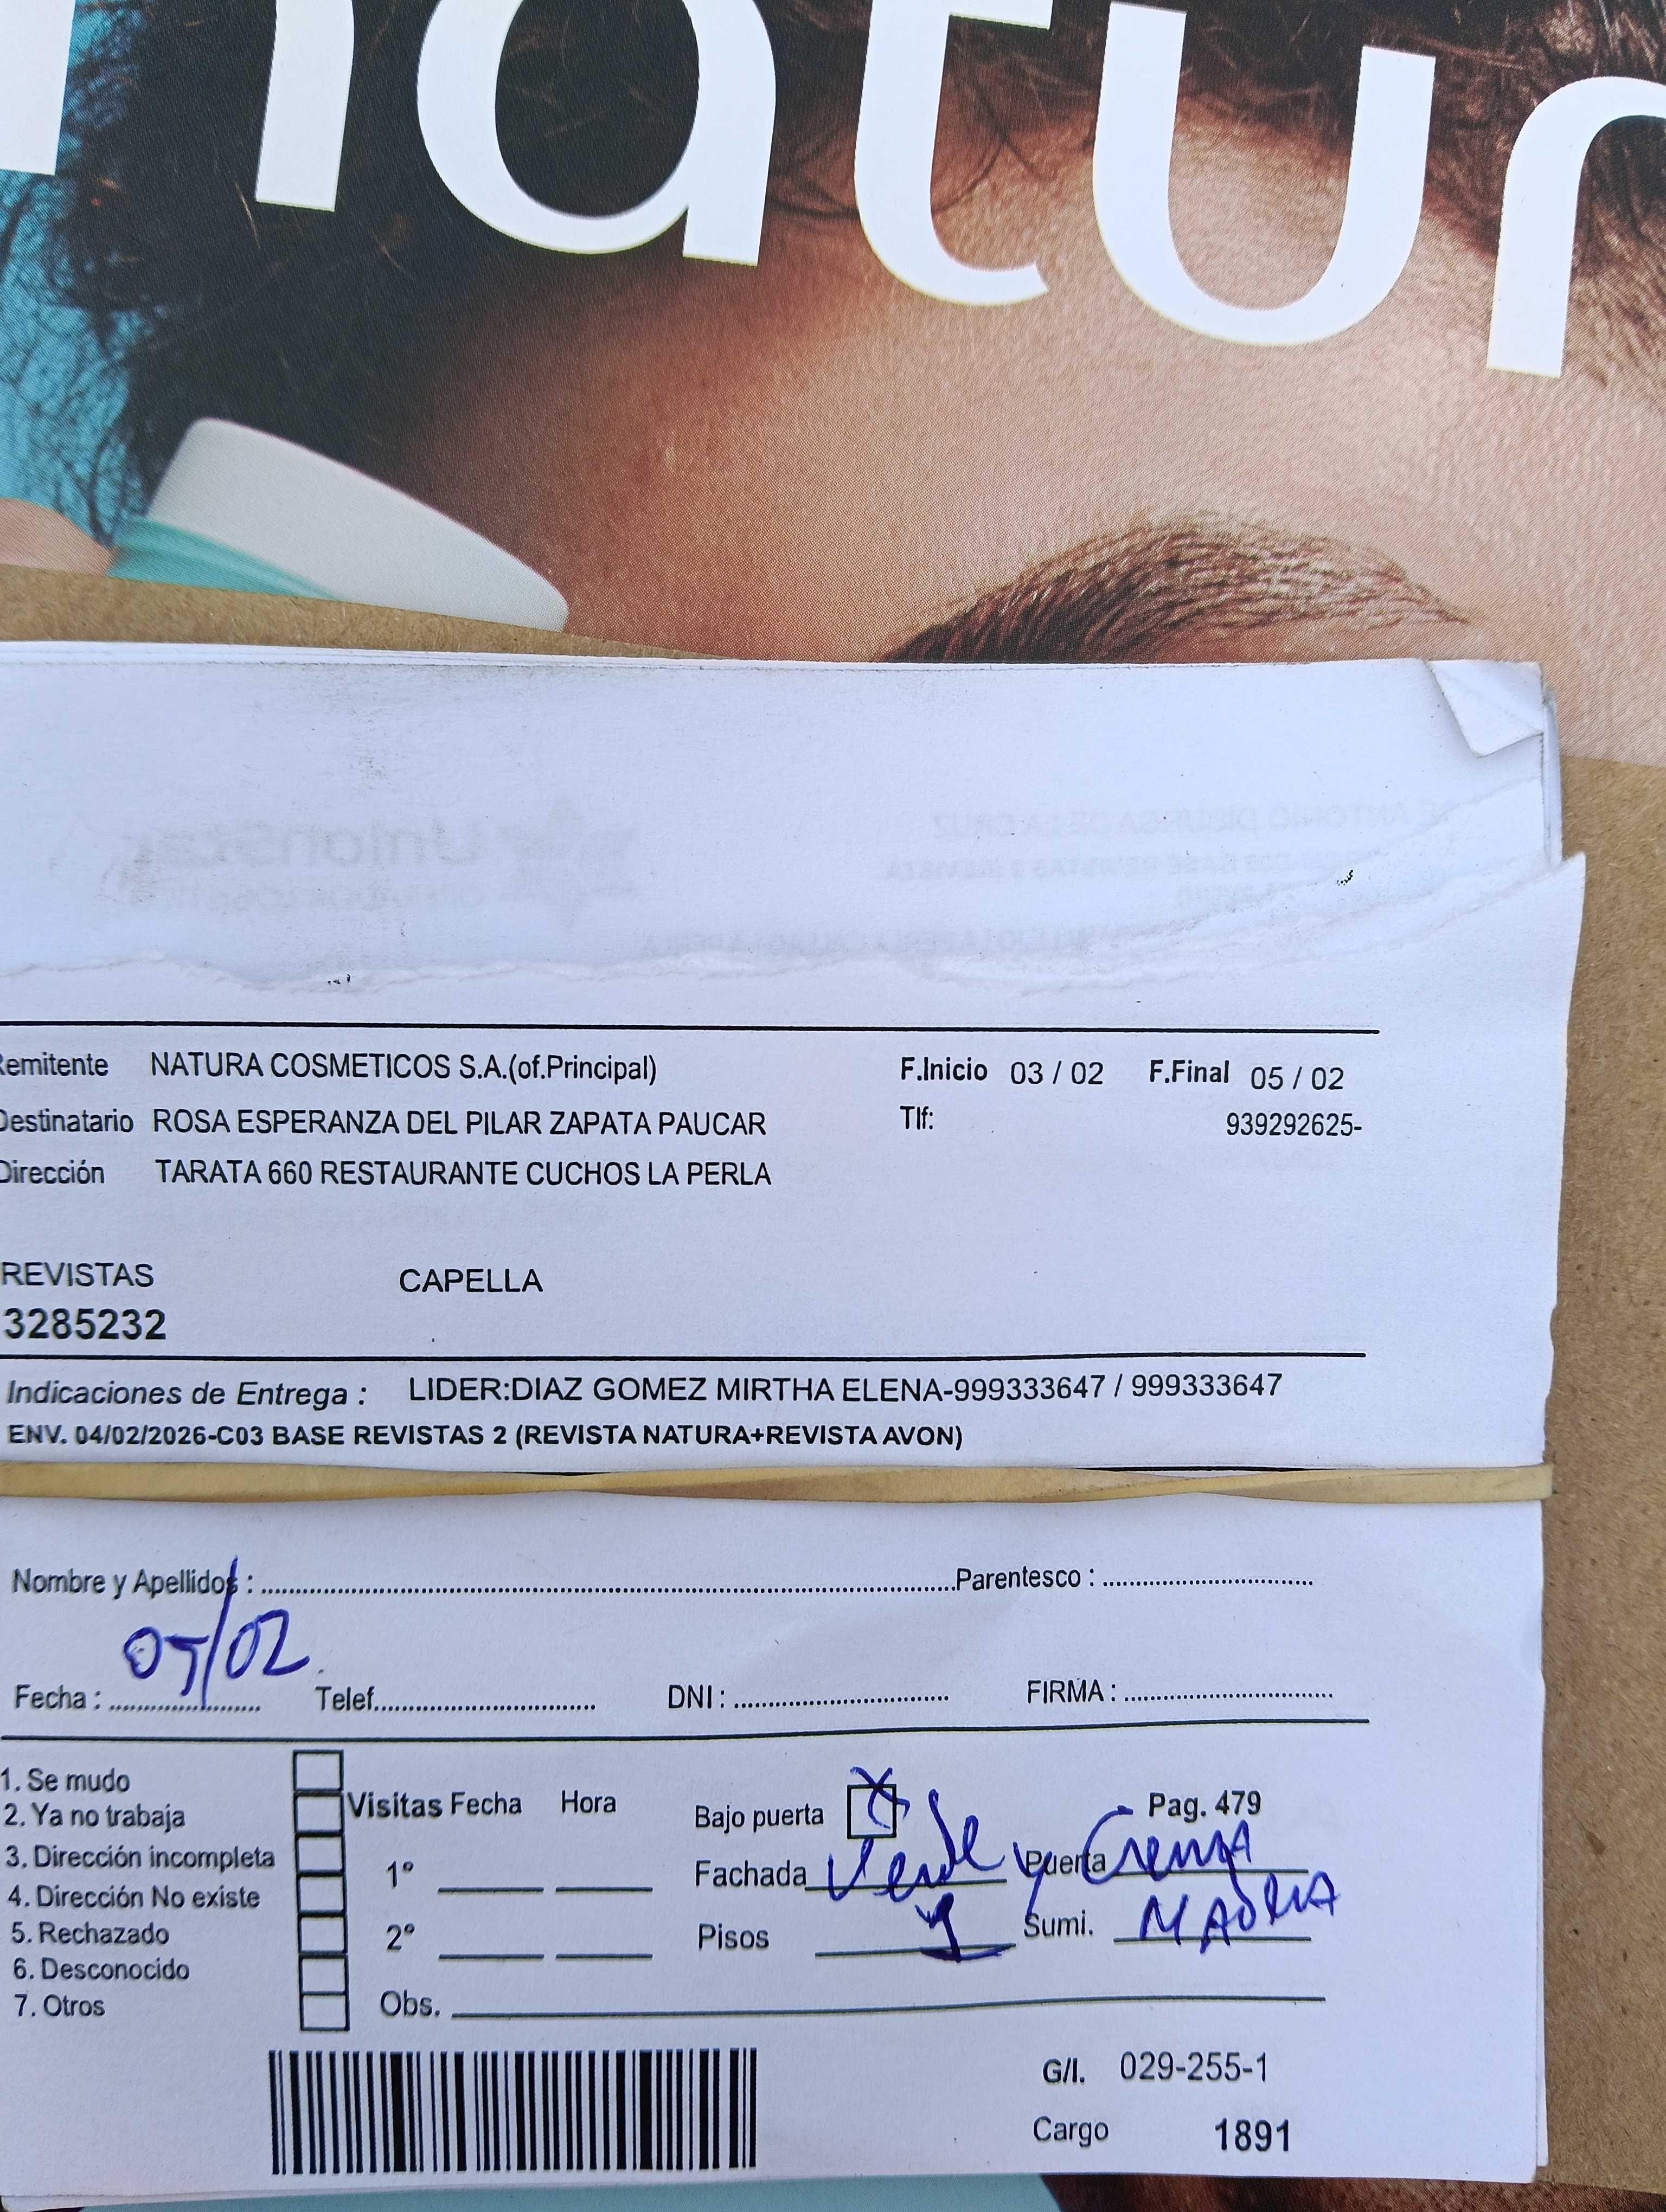 natur
Remitente NATURA COSMETICOS S.A.(of.Principal) F.Inicio 03 / 02 F.Final 05 / 02
Destinatario ROSA ESPERANZA DEL PILAR ZAPATA PAUCAR Tlf: 939292625-
Dirección TARATA 660 RESTAURANTE CUCHOS LA PERLA
REVISTAS CAPELLA
3285232
Indicaciones de Entrega : LIDER:DIAZ GOMEZ MIRTHA ELENA-999333647 / 999333647
ENV. 04/02/2026-C03 BASE REVISTAS 2 (REVISTA NATURA+REVISTA AVON)
Nombre y Apellidos : Parentesco :
05/02
Fecha : Telef. DNI : FIRMA :
1. Se mudo
2. Ya no trabaja
3. Dirección incompleta
4. Dirección No existe
5. Rechazado
6. Desconocido
7. Otros
Visitas Fecha Hora
1º
2º
Obs.
Bajo puerta X Pag. 479
Fachada Verde y Puerta Crema
Pisos 1 Sumi. MADERA
G/I. 029-255-1
Cargo 1891